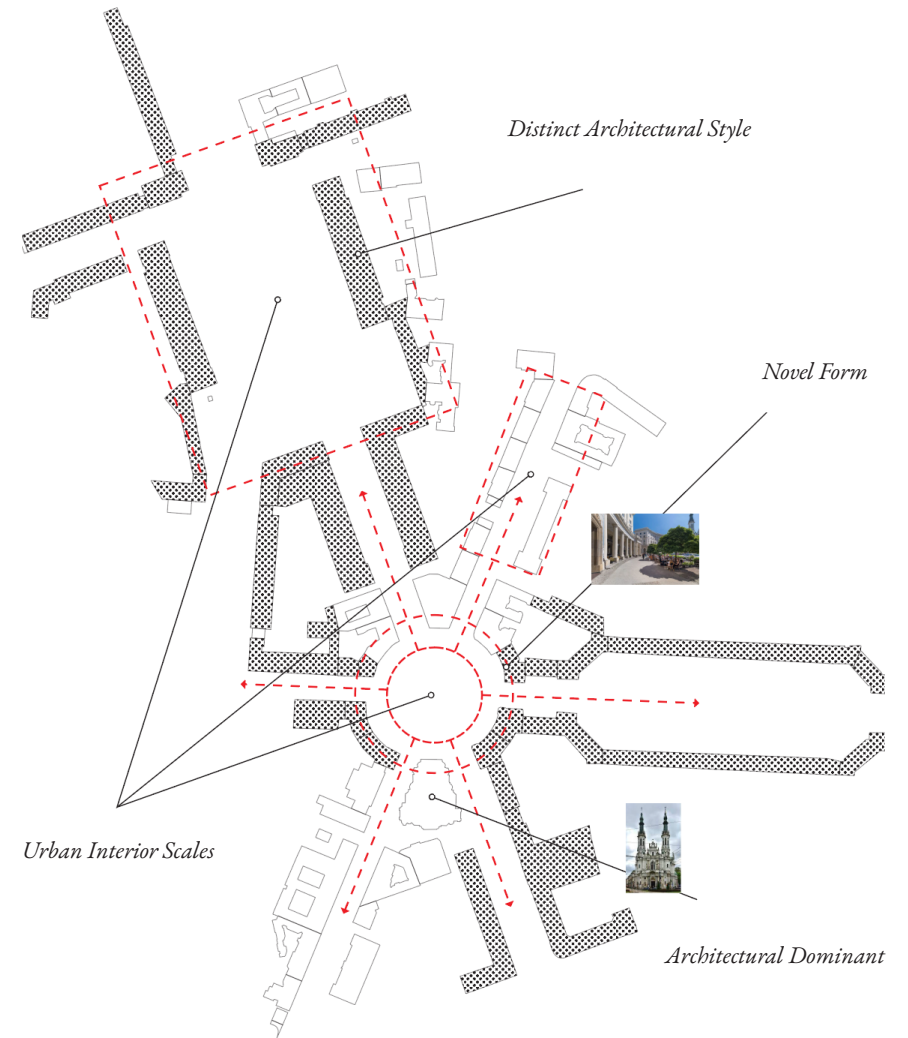 Distinct Architectural Style
Novel Form
Urban Interior Scales
Architectural Dominant